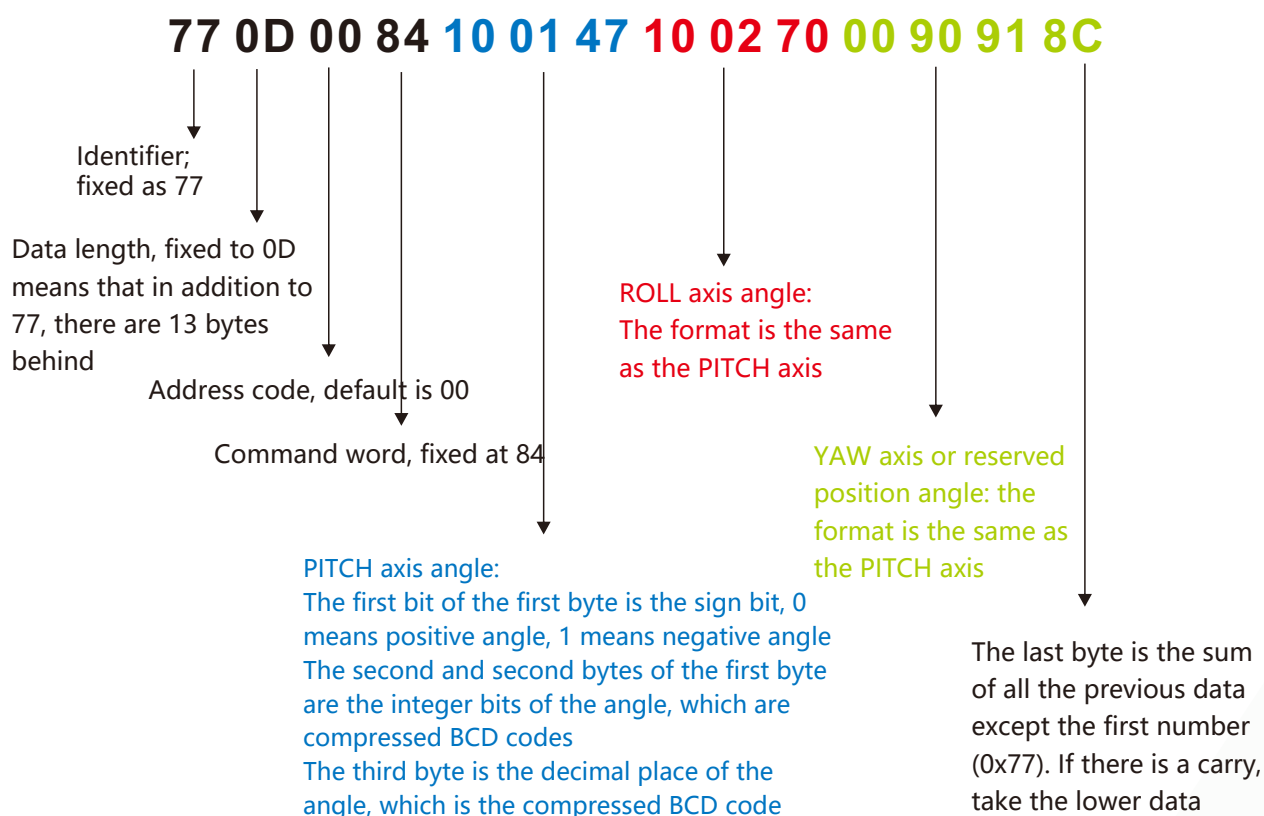 77 0D 00 84 10 01 47 10 02 70 00 90 91 8C
Identifier;
fixed as 77
Data length, fixed to 0D
means that in addition to
77, there are 13 bytes
behind
Address code, default is 00
Command word, fixed at 84
ROLL axis angle:
The format is the same
as the PITCH axis
YAW axis or reserved
position angle: the
format is the same as
the PITCH axis
PITCH axis angle:
The first bit of the first byte is the sign bit, 0
means positive angle, 1 means negative angle
The second and second bytes of the first byte
are the integer bits of the angle, which are
compressed BCD codes
The third byte is the decimal place of the
angle, which is the compressed BCD code
The last byte is the sum
of all the previous data
except the first number
(0x77). If there is a carry,
take the lower data